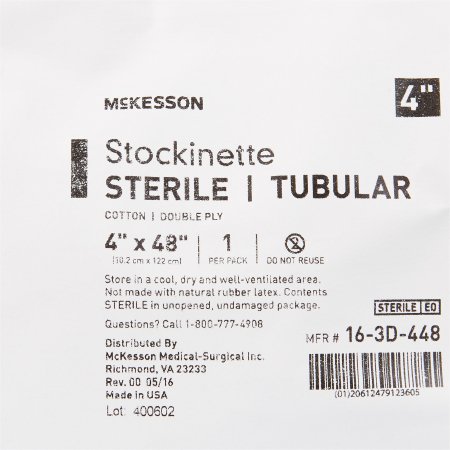 McKESSON
4"
Stockinette
STERILE | TUBULAR
COTTON | DOUBLE PLY
4" x 48" | 1
(10.2 cm x 122 cm) PER PACK DO NOT REUSE
Store in a cool, dry and well-ventilated area.
Not made with natural rubber latex. Contents
STERILE in unopened, undamaged package.
STERILE EO
Questions? Call 1-800-777-4908
MFR # 16-3D-448
Distributed By
McKesson Medical-Surgical Inc.
Richmond, VA 23233
Rev. 00 05/16
Made in USA
(01)20612479123605
Lot: 400602